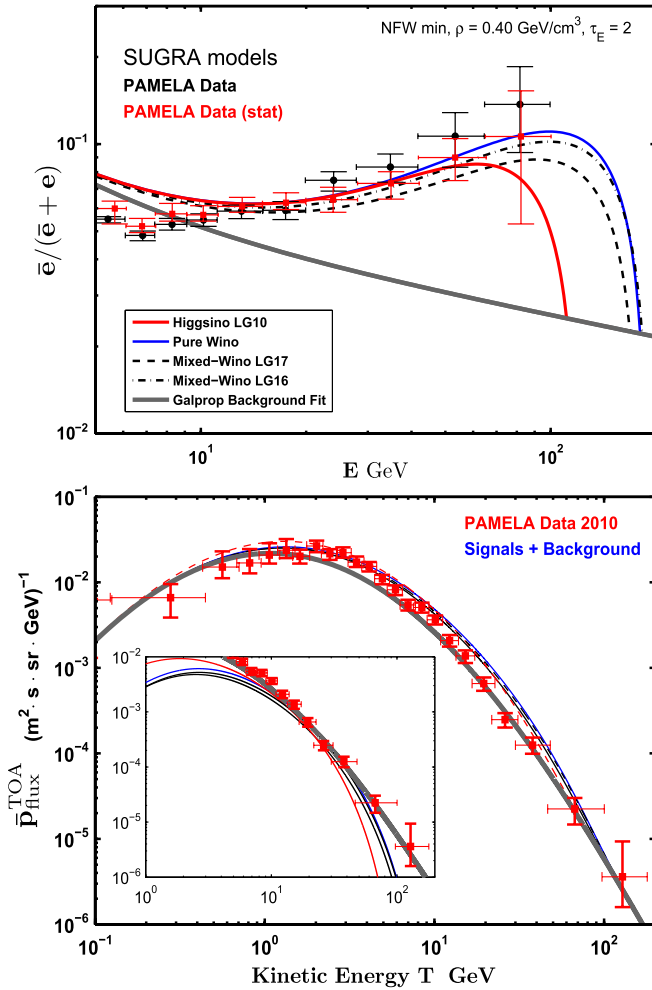 NFW min, ρ = 0.40 GeV/cm³, τ_E = 2
SUGRA models
PAMELA Data
PAMELA Data (stat)
10⁻¹
ē/(ē + e)
Higgsino LG10
Pure Wino
Mixed−Wino LG17
Mixed−Wino LG16
Galprop Background Fit
10⁻²
10¹ 10²
E GeV
10⁻¹
PAMELA Data 2010
Signals + Background
10⁻²
10⁻³
10⁻⁴
10⁻⁵
10⁻⁶
p̄^TOA_flux (m²· s · sr · GeV)⁻¹
10⁻²
10⁻³
10⁻⁴
10⁻⁵
10⁻⁶
10⁰ 10¹ 10²
10⁻¹ 10⁰ 10¹ 10²
Kinetic Energy T GeV